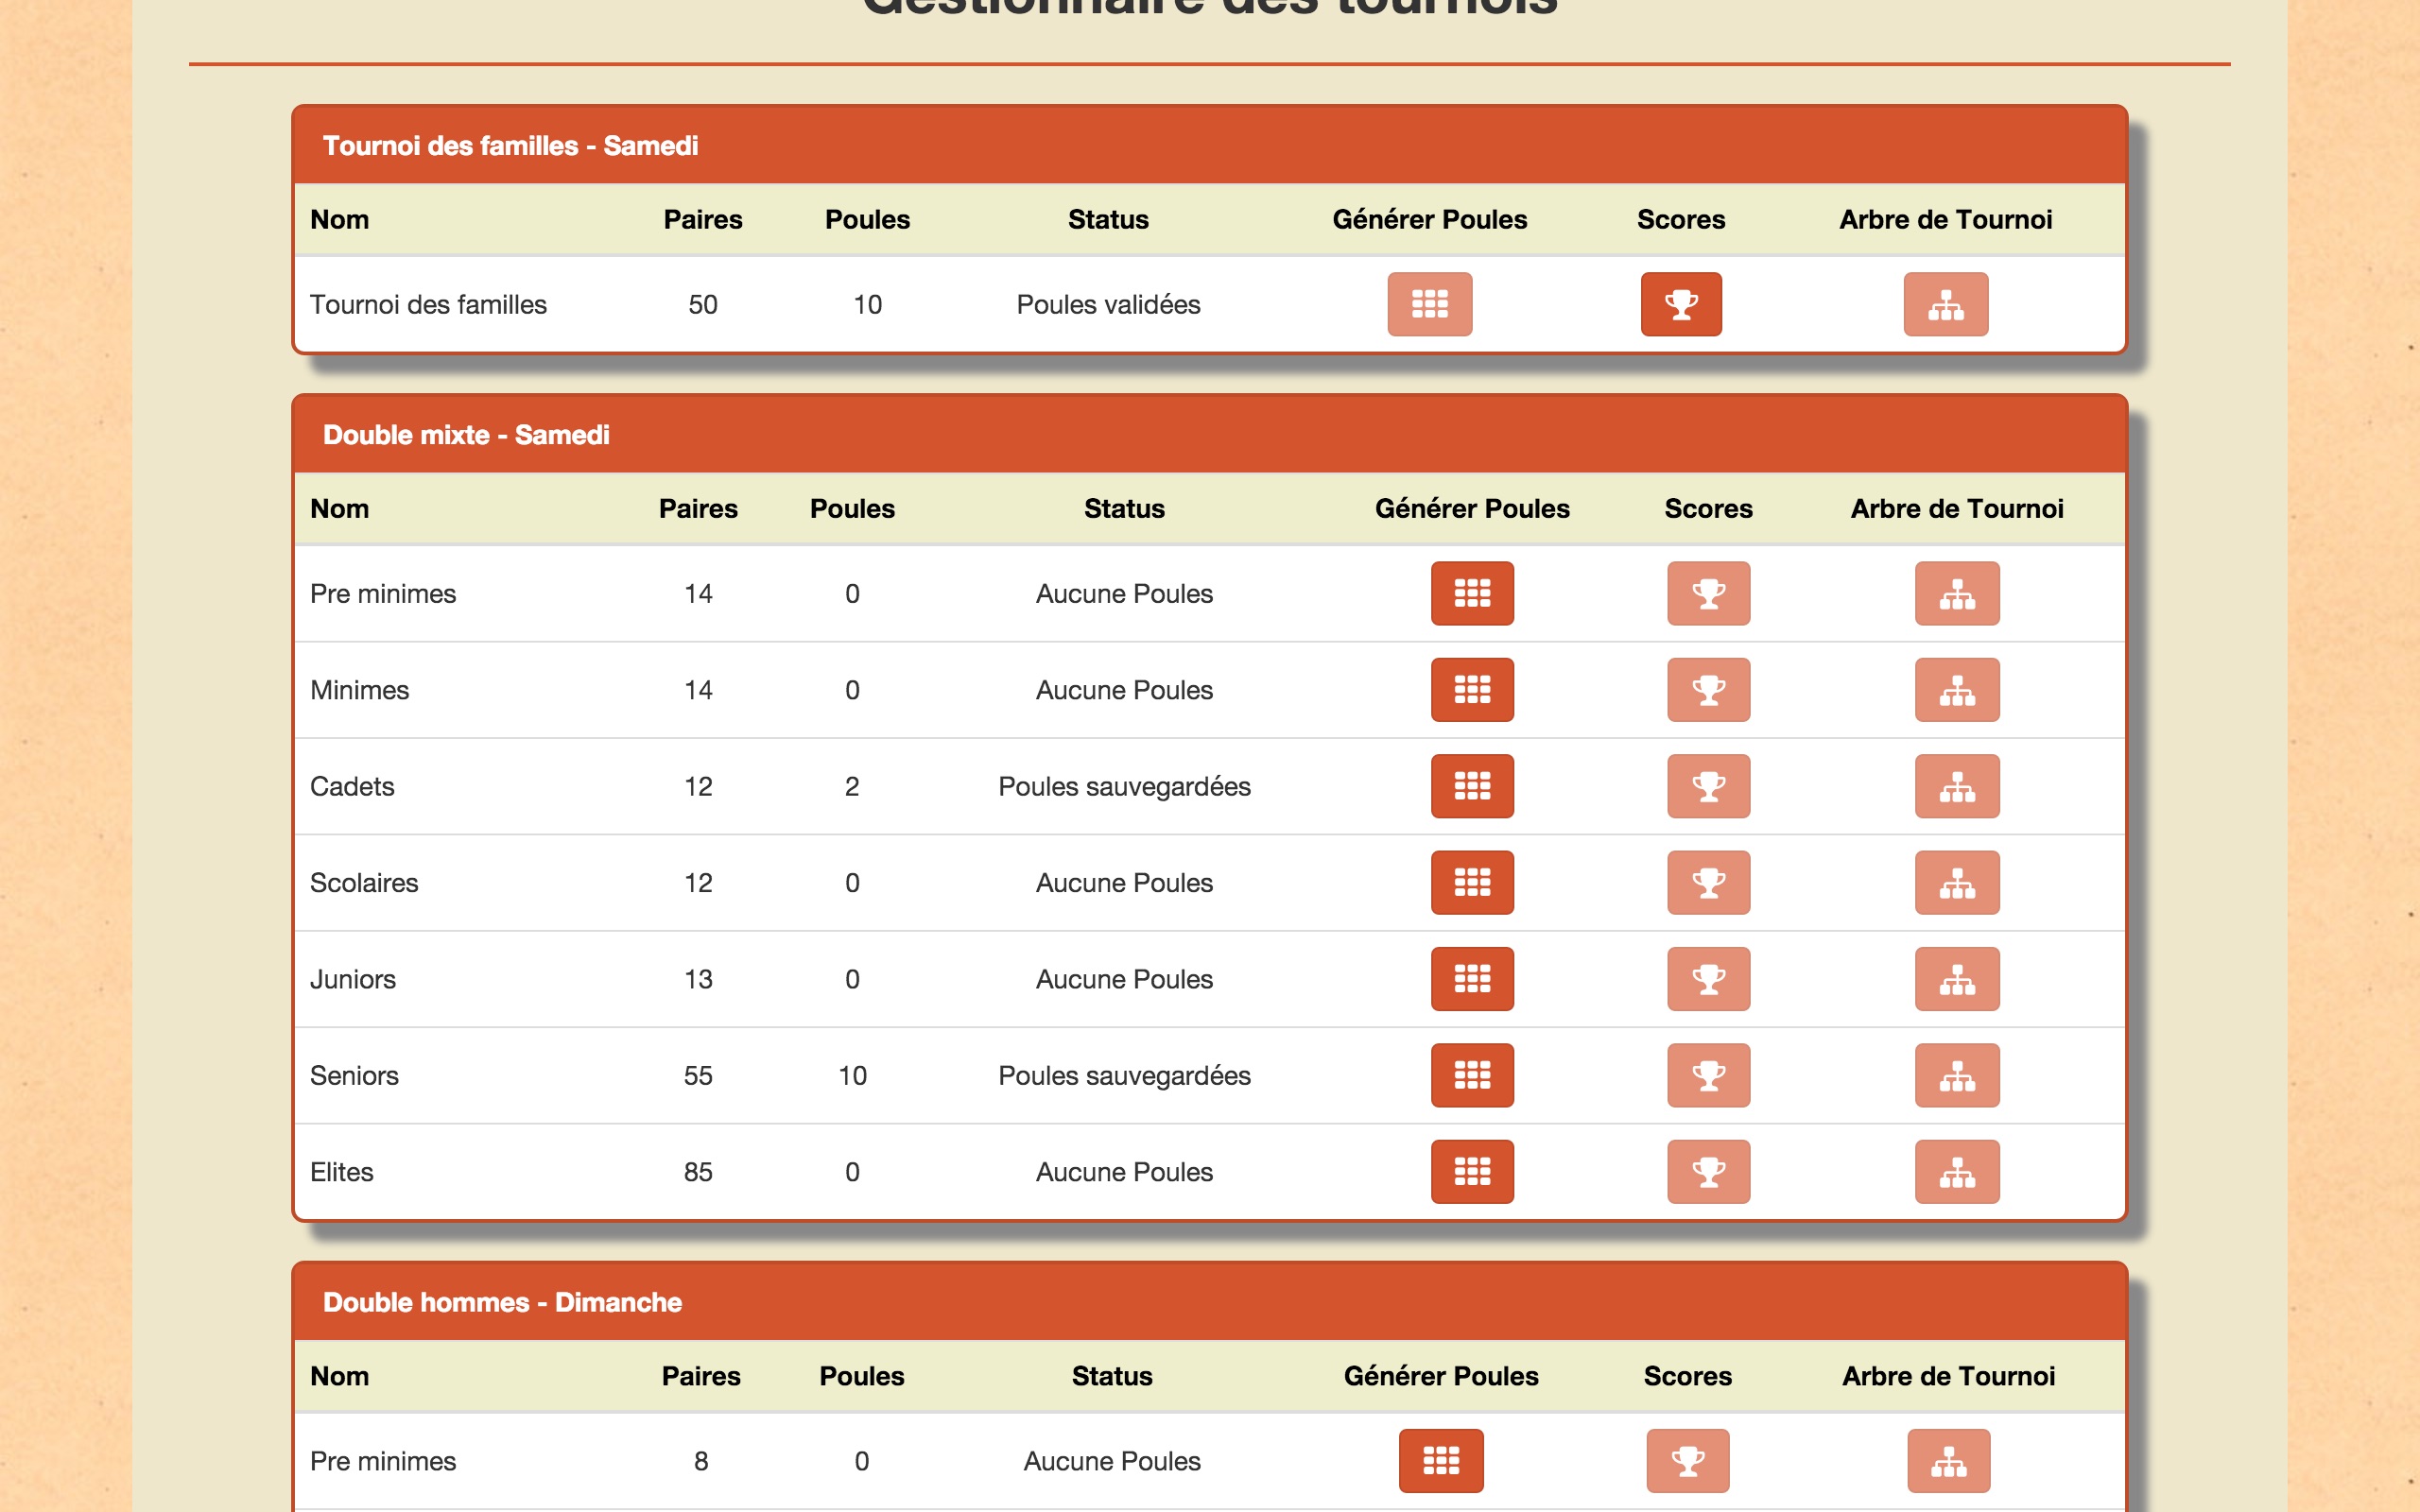 Gestionnaire des tournois
Tournoi des familles - Samedi
Nom Paires Poules Status Générer Poules Scores Arbre de Tournoi
Tournoi des familles 50 10 Poules validées
Double mixte - Samedi
Nom Paires Poules Status Générer Poules Scores Arbre de Tournoi
Pre minimes 14 0 Aucune Poules
Minimes 14 0 Aucune Poules
Cadets 12 2 Poules sauvegardées
Scolaires 12 0 Aucune Poules
Juniors 13 0 Aucune Poules
Seniors 55 10 Poules sauvegardées
Elites 85 0 Aucune Poules
Double hommes - Dimanche
Nom Paires Poules Status Générer Poules Scores Arbre de Tournoi
Pre minimes 8 0 Aucune Poules